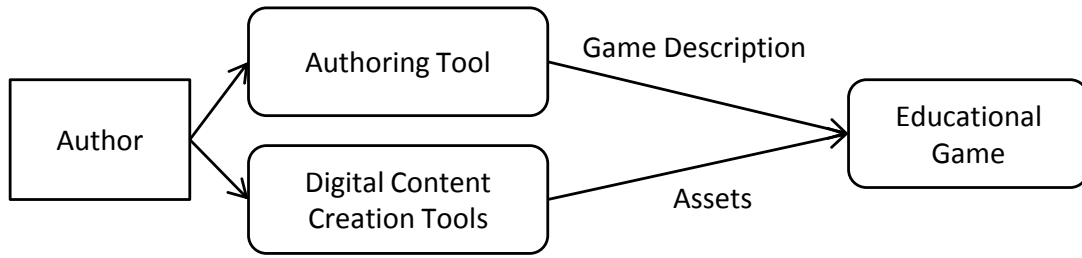 Author
Authoring Tool
Digital Content
Creation Tools
Game Description
Assets
Educational
Game